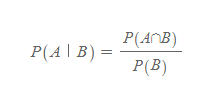 P(A | B) = P(A∩B) / P(B)